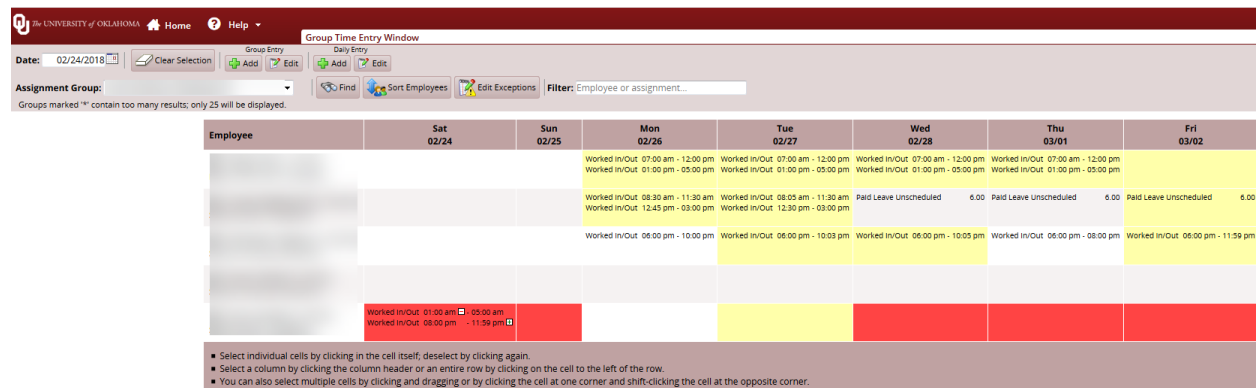 The UNIVERSITY of OKLAHOMA Home Help
Group Time Entry Window
Group Entry Daily Entry
Date: 02/24/2018 Clear Selection Add Edit Add Edit
Assignment Group: Find Sort Employees Edit Exceptions Filter: Employee or assignment...
Groups marked '*' contain too many results; only 25 will be displayed.
Employee Sat Sun Mon Tue Wed Thu Fri
02/24 02/25 02/26 02/27 02/28 03/01 03/02
Worked In/Out 07:00 am - 12:00 pm Worked In/Out 07:00 am - 12:00 pm Worked In/Out 07:00 am - 12:00 pm Worked In/Out 07:00 am - 12:00 pm
Worked In/Out 01:00 pm - 05:00 pm Worked In/Out 01:00 pm - 05:00 pm Worked In/Out 01:00 pm - 05:00 pm Worked In/Out 01:00 pm - 05:00 pm
Worked In/Out 08:30 am - 11:30 am Worked In/Out 08:05 am - 11:30 am Paid Leave Unscheduled 6.00 Paid Leave Unscheduled 6.00 Paid Leave Unscheduled 6.00
Worked In/Out 12:45 pm - 03:00 pm Worked In/Out 12:30 pm - 03:00 pm
Worked In/Out 06:00 pm - 10:00 pm Worked In/Out 06:00 pm - 10:03 pm Worked In/Out 06:00 pm - 10:05 pm Worked In/Out 06:00 pm - 08:00 pm Worked In/Out 06:00 pm - 11:59 pm
Worked In/Out 01:00 am - 05:00 am
Worked In/Out 08:00 pm - 11:59 pm
Select individual cells by clicking in the cell itself; deselect by clicking again.
Select a column by clicking the column header or an entire row by clicking on the cell to the left of the row.
You can also select multiple cells by clicking and dragging or by clicking the cell at one corner and shift-clicking the cell at the opposite corner.